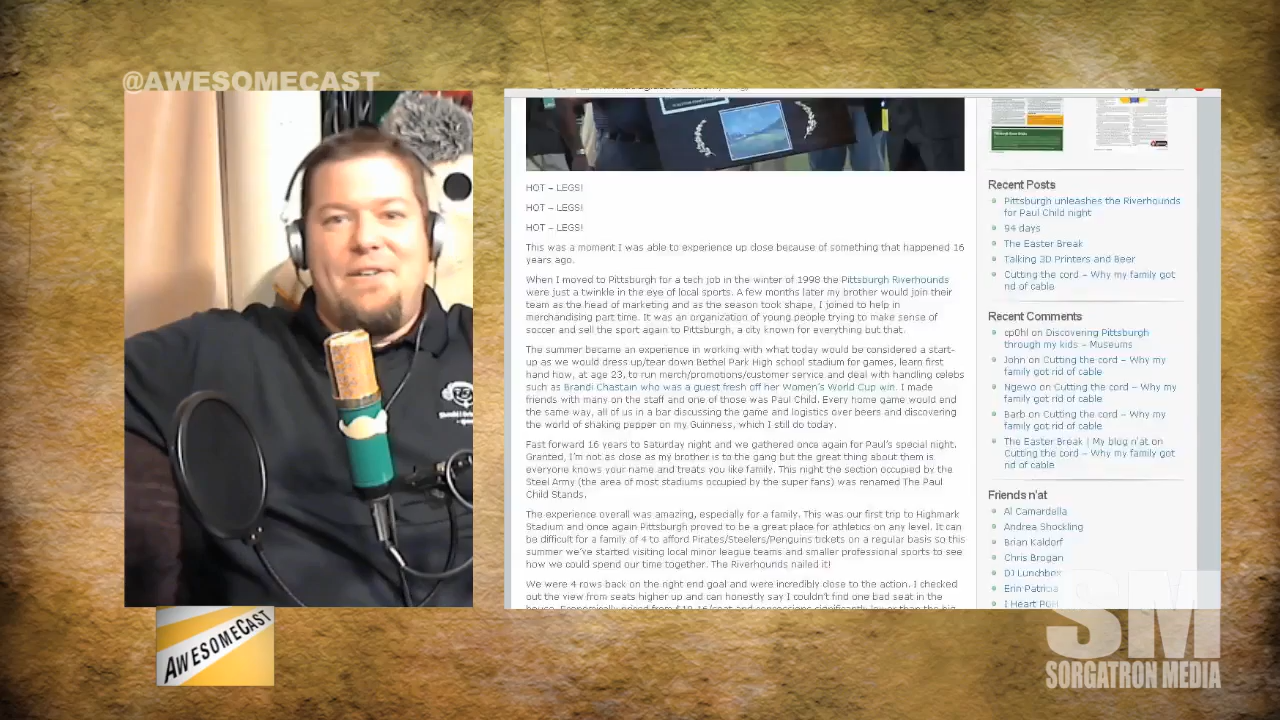 @AWESOMECAST
HOT – LEGS!
HOT – LEGS!
HOT – LEGS!
This was a moment I was able to experience up close because of something that happened 16
years ago.
When I moved to Pittsburgh for a tech job in the winter of 1998 the Pittsburgh Riverhounds
were just a twinkle in the eye of local sports. A few months later my brother would join their
team as the head of marketing and as the season took shape, I joined to help in
merchandising part time. It was an organization of young people trying to make sense of
soccer and sell the sport again to Pittsburgh, a city known for everything but that.
The summer became an experience in working with what today would be considered a start-
up as we would dress up/tear down Bethel Park High school stadium for games, learn first
hand how, at age 23, to run merch/promotions/customer service and deal with handling celebs
such as Brandi Chastain who was a guest fresh off her Women's World Cup win. I made
friends with many on the staff and one of those was Paul Child. Every home game would end
the same way, all of us in a bar discussing the game and logistics over beers and discovering
the world of shaking pepper on my Guinness, which I still do today.
Fast forward 16 years to Saturday night and we gathered once again for Paul's special night.
Granted, I'm not as close as my brother is to the gang but the great thing about them is
everyone knows your name and treats you like family. This night the section occupied by the
Steel Army (the area of most stadiums occupied by the super fans) was renamed The Paul
Child Stands.
The experience overall was amazing, especially for a family. This was our first trip to Highmark
Stadium and once again Pittsburgh proved to be a great place for athletics on any level. It can
be difficult for a family of 4 to afford Pirates/Steelers/Penguins tickets on a regular basis so this
summer we've started visiting local minor league teams and smaller professional sports to see
how we could spend our time together. The Riverhounds nailed it!
We were 4 rows back on the right end goal and were incredibly close to the action. I checked
out the view from seats higher up and can honestly say I couldn't find one bad seat in the
Recent Posts
Pittsburgh unleashes the Riverhounds
for Paul Child night
94 days
The Easter Break
Talking 3D Printers and Beer
Cutting the cord – Why my family got
rid of cable
Recent Comments
cp0hl on Discovering Pittsburgh
through my kids – Museums
John on Cutting the cord – Why my
family got rid of cable
Ngewo on Cutting the cord – Why my
family got rid of cable
Barb on Cutting the cord – Why my
family got rid of cable
The Easter Break | My blog n'at on
Cutting the cord – Why my family got
rid of cable
Friends n'at
Al Camardella
Andrea Shockling
Brian Kaldorf
Chris Brogan
DJ Lunchbox
Erin Patricia
I Heart PGH
AWESOMECAST
SM
SORGATRON MEDIA